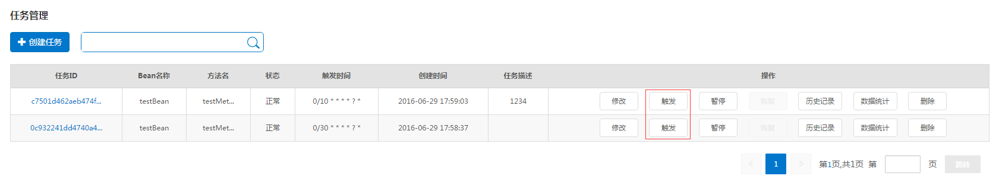 任务管理
创建任务
任务ID Bean名称 方法名 状态 触发时间 创建时间 任务描述 操作
c7501d462aeb474f... testBean testMet... 正常 0/10 * * * * ? * 2016-06-29 17:59:03 1234 修改 触发 暂停 恢复 历史记录 数据统计 删除
0c932241dd4740a4... testBean testMet... 正常 0/30 * * * * ? * 2016-06-29 17:58:37 修改 触发 暂停 恢复 历史记录 数据统计 删除
< 1 > 第1页,共1页 第 页 跳转